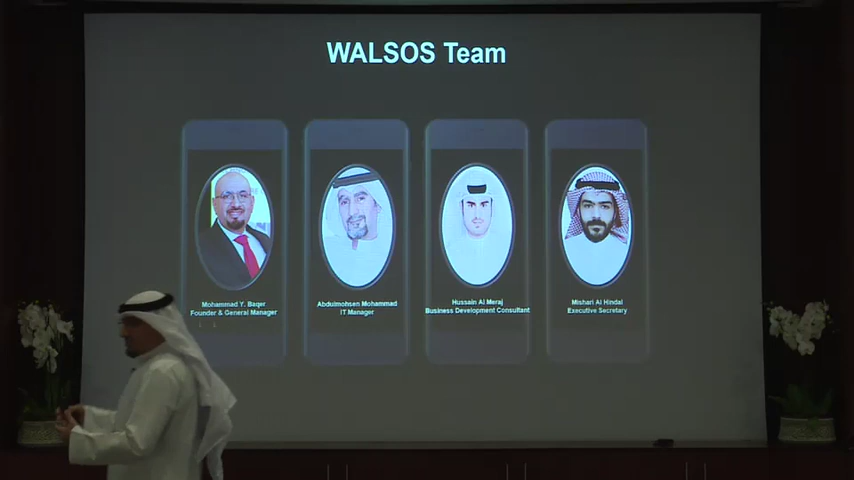 WALSOS Team
Mohammad Y. Baqer
Founder & General Manager
Abdulmohsen Mohammad
IT Manager
Hussain Al Meraj
Business Development Consultant
Mishari Al Hindal
Executive Secretary